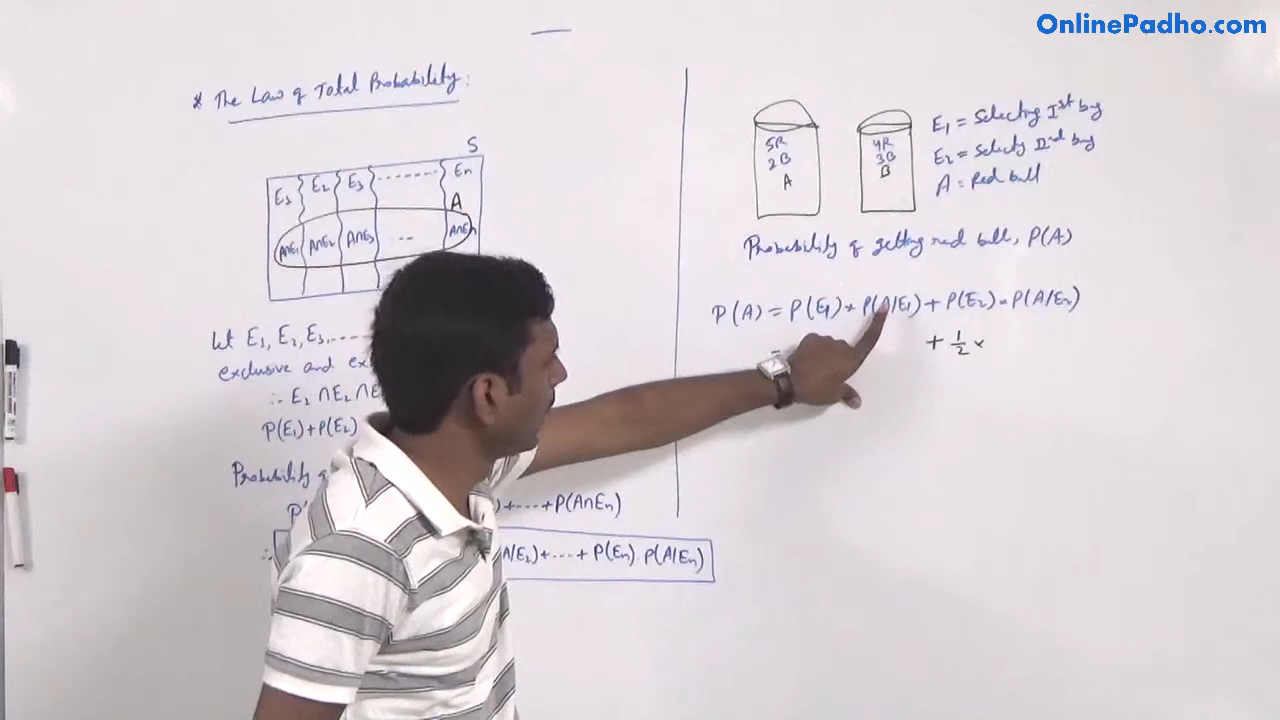 OnlinePadho.com
* The Law of Total Probability:
S
E1 E2 E3 -------- En
A
A∩E1 A∩E2 A∩E3 --- A∩En
Let E1, E2, E3,
exclusive and ex
∴ E1 ∩E2 ∩E
P(E1)+P(E2)
Probability
) +----+P(A∩En)
∴
A/E2)+---+ P(En). P(A/En)
5R
2B
A
4R
3B
B
E1 = Selecting Ist bag
E2 = Selecting IInd bag
A = Red ball
Probability of getting red ball, P(A)
P(A) = P(E1) × P(A/E1) + P(E2) × P(A/E2)
+ 1/2 ×